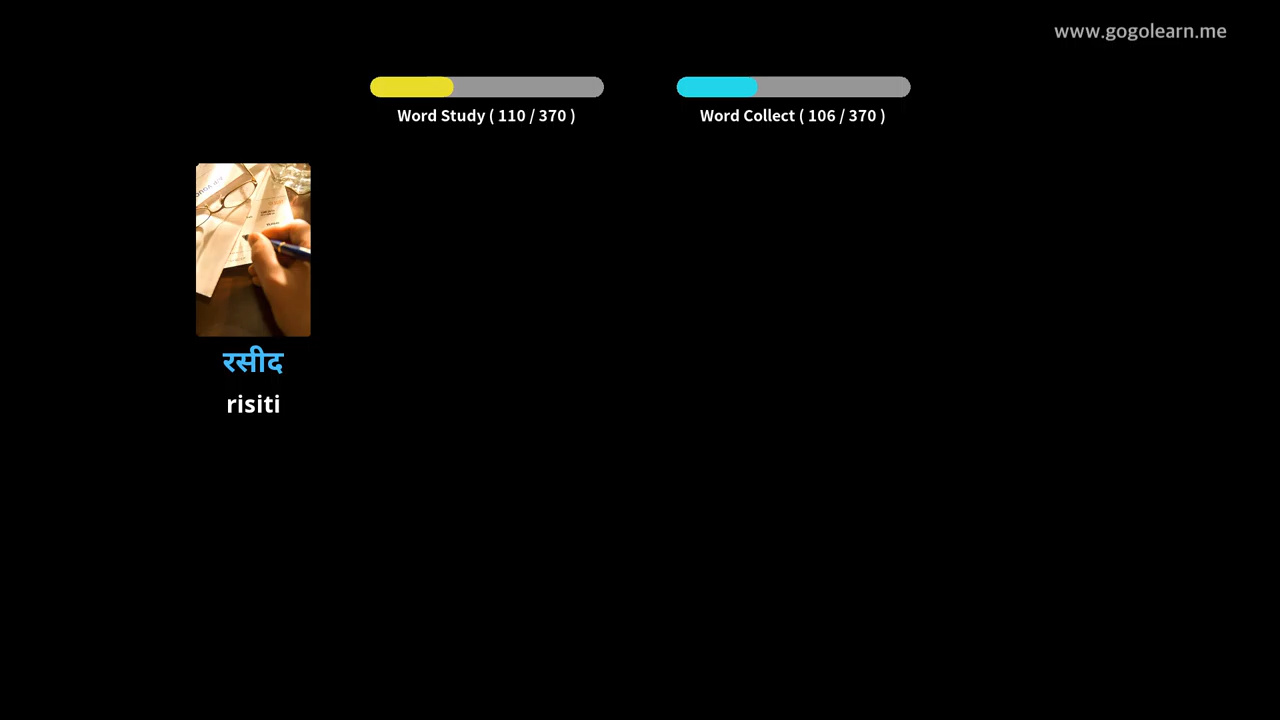 www.gogolearn.me
Word Study ( 110 / 370 )
Word Collect ( 106 / 370 )
रसीद
risiti